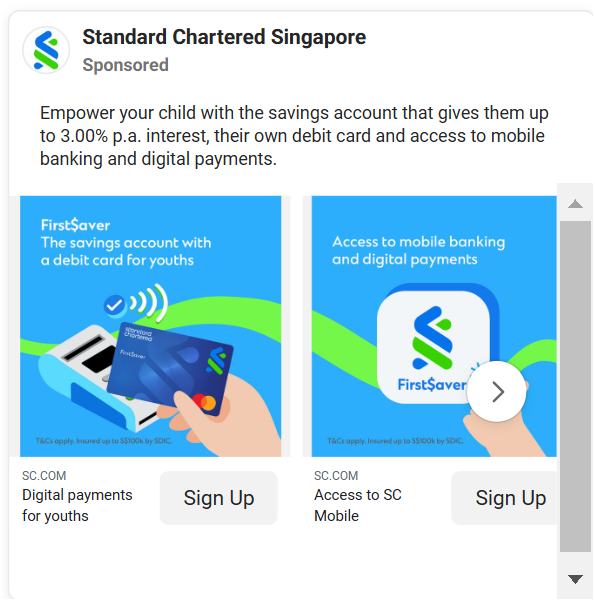 Standard Chartered Singapore
Sponsored
Empower your child with the savings account that gives them up
to 3.00% p.a. interest, their own debit card and access to mobile
banking and digital payments.
First$aver
The savings account with
a debit card for youths
standard
chartered
First$aver
T&Cs apply. Insured up to S$100k by SDIC.
SC.COM
Digital payments
for youths
Sign Up
Access to mobile banking
and digital payments
First$aver
T&Cs apply. Insured up to S$100k by SDIC.
SC.COM
Access to SC
Mobile
Sign Up